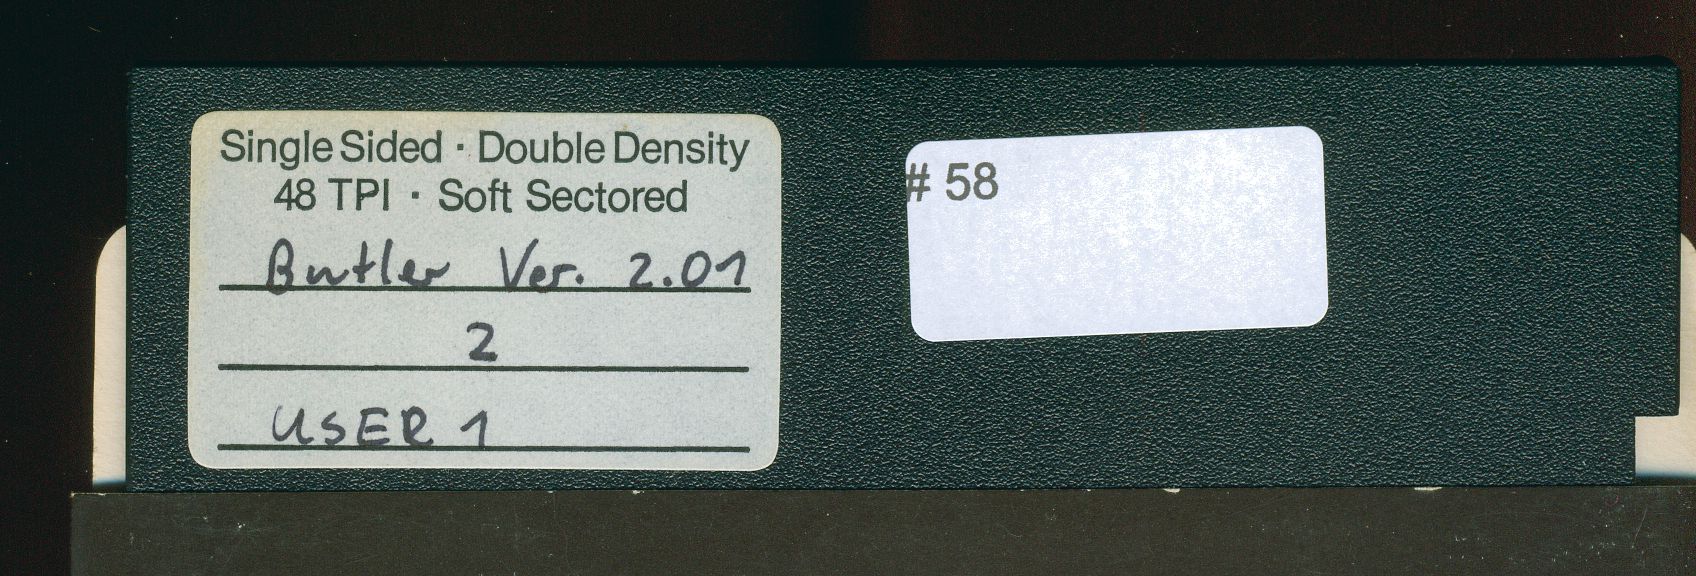 Single Sided · Double Density
48 TPI · Soft Sectored
Butler Ver. 2.01
2
USER 1
# 58